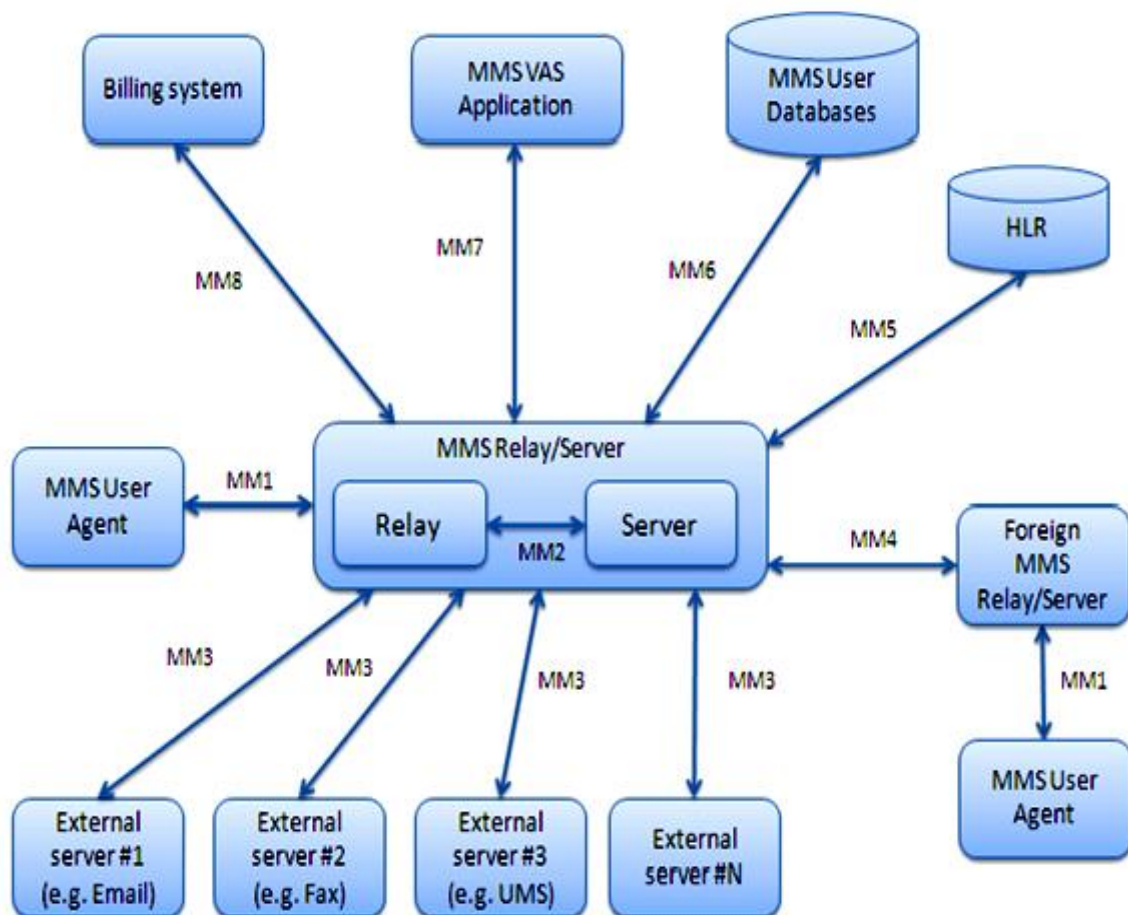 Billing system
MMS VAS
Application
MMS User
Databases
HLR
MM8
MM7
MM6
MM5
MMS Relay/Server
MMS User
Agent
MM1
Relay
MM2
Server
MM4
Foreign
MMS
Relay/Server
MM3
MM3
MM3
MM3
MM1
External
server #1
(e.g. Email)
External
server #2
(e.g. Fax)
External
server #3
(e.g. UMS)
External
server #N
MMS User
Agent